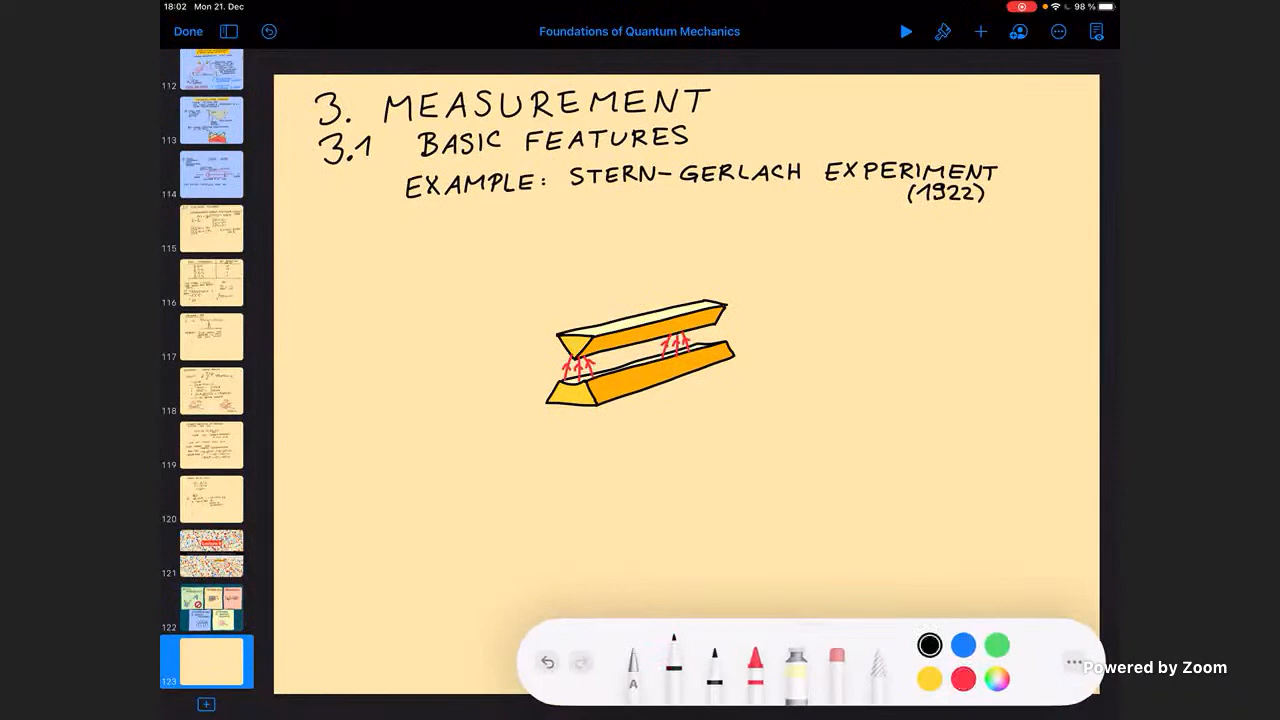 18:02 Mon 21. Dec
98 %
Done
Foundations of Quantum Mechanics
112
113
114
115
116
117
118
119
120
121
122
123
3. MEASUREMENT
3.1 BASIC FEATURES
EXAMPLE: STERN-GERLACH EXPERIMENT
(1922)
A
Powered by Zoom